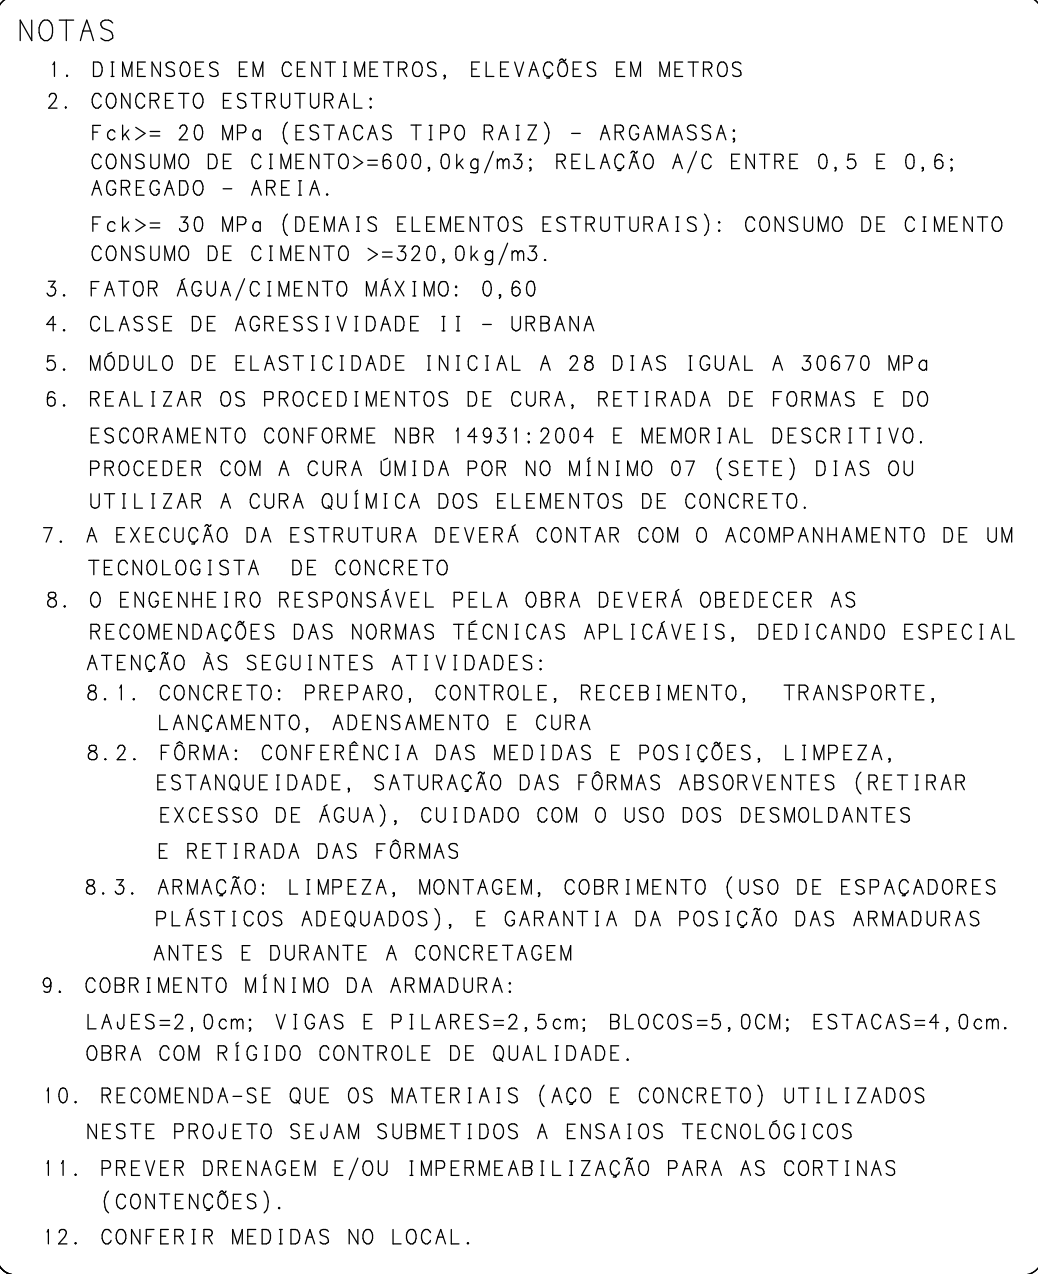 NOTAS
1. DIMENSOES EM CENTIMETROS, ELEVAÇÕES EM METROS
2. CONCRETO ESTRUTURAL:
Fck>= 20 MPa (ESTACAS TIPO RAIZ) - ARGAMASSA;
CONSUMO DE CIMENTO>=600,0kg/m3; RELAÇÃO A/C ENTRE 0,5 E 0,6;
AGREGADO - AREIA.
Fck>= 30 MPa (DEMAIS ELEMENTOS ESTRUTURAIS): CONSUMO DE CIMENTO
CONSUMO DE CIMENTO >=320,0kg/m3.
3. FATOR ÁGUA/CIMENTO MÁXIMO: 0,60
4. CLASSE DE AGRESSIVIDADE II - URBANA
5. MÓDULO DE ELASTICIDADE INICIAL A 28 DIAS IGUAL A 30670 MPa
6. REALIZAR OS PROCEDIMENTOS DE CURA, RETIRADA DE FORMAS E DO
ESCORAMENTO CONFORME NBR 14931:2004 E MEMORIAL DESCRITIVO.
PROCEDER COM A CURA ÚMIDA POR NO MÍNIMO 07 (SETE) DIAS OU
UTILIZAR A CURA QUÍMICA DOS ELEMENTOS DE CONCRETO.
7. A EXECUÇÃO DA ESTRUTURA DEVERÁ CONTAR COM O ACOMPANHAMENTO DE UM
TECNOLOGISTA DE CONCRETO
8. O ENGENHEIRO RESPONSÁVEL PELA OBRA DEVERÁ OBEDECER AS
RECOMENDAÇÕES DAS NORMAS TÉCNICAS APLICÁVEIS, DEDICANDO ESPECIAL
ATENÇÃO ÀS SEGUINTES ATIVIDADES:
8.1. CONCRETO: PREPARO, CONTROLE, RECEBIMENTO, TRANSPORTE,
LANÇAMENTO, ADENSAMENTO E CURA
8.2. FÔRMA: CONFERÊNCIA DAS MEDIDAS E POSIÇÕES, LIMPEZA,
ESTANQUEIDADE, SATURAÇÃO DAS FÔRMAS ABSORVENTES (RETIRAR
EXCESSO DE ÁGUA), CUIDADO COM O USO DOS DESMOLDANTES
E RETIRADA DAS FÔRMAS
8.3. ARMAÇÃO: LIMPEZA, MONTAGEM, COBRIMENTO (USO DE ESPAÇADORES
PLÁSTICOS ADEQUADOS), E GARANTIA DA POSIÇÃO DAS ARMADURAS
ANTES E DURANTE A CONCRETAGEM
9. COBRIMENTO MÍNIMO DA ARMADURA:
LAJES=2,0cm; VIGAS E PILARES=2,5cm; BLOCOS=5,0CM; ESTACAS=4,0cm.
OBRA COM RÍGIDO CONTROLE DE QUALIDADE.
10. RECOMENDA-SE QUE OS MATERIAIS (AÇO E CONCRETO) UTILIZADOS
NESTE PROJETO SEJAM SUBMETIDOS A ENSAIOS TECNOLÓGICOS
11. PREVER DRENAGEM E/OU IMPERMEABILIZAÇÃO PARA AS CORTINAS
(CONTENÇÕES).
12. CONFERIR MEDIDAS NO LOCAL.